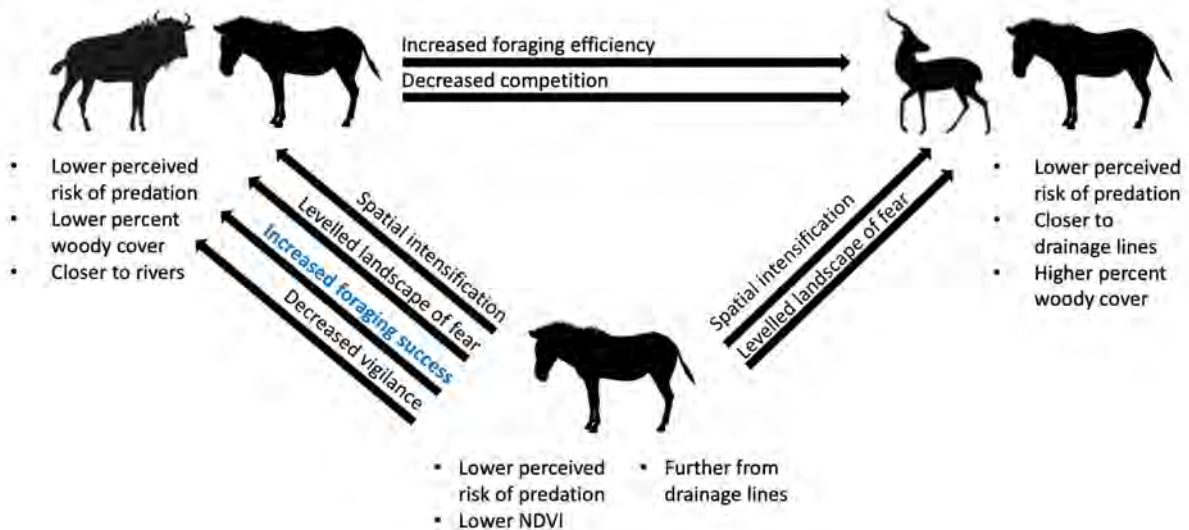 Increased foraging efficiency
Decreased competition
• Lower perceived
risk of predation
• Lower percent
woody cover
• Closer to rivers
Spatial intensification
Levelled landscape of fear
Increased foraging success
Decreased vigilance
Spatial intensification
Levelled landscape of fear
• Lower perceived
risk of predation
• Closer to
drainage lines
• Higher percent
woody cover
• Lower perceived
risk of predation
• Lower NDVI
• Further from
drainage lines